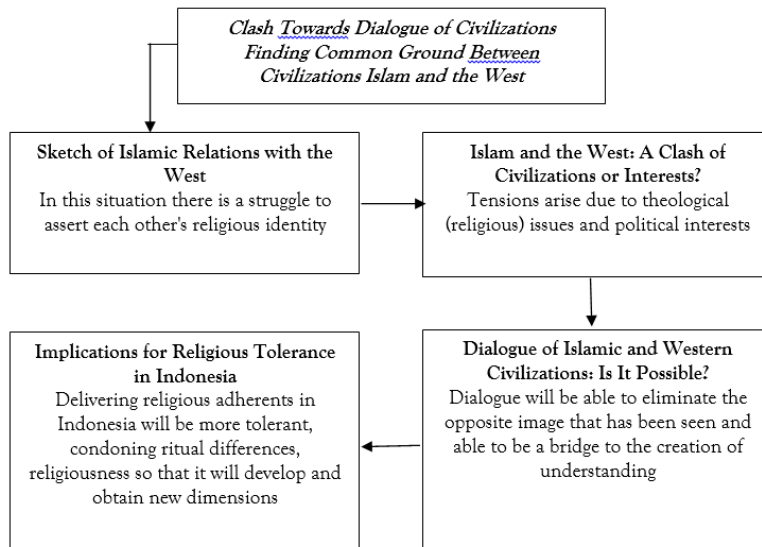 Clash Towards Dialogue of Civilizations
Finding Common Ground Between
Civilizations Islam and the West
Sketch of Islamic Relations with the
West
In this situation there is a struggle to
assert each other's religious identity
Islam and the West: A Clash of
Civilizations or Interests?
Tensions arise due to theological
(religious) issues and political interests
Dialogue of Islamic and Western
Civilizations: Is It Possible?
Dialogue will be able to eliminate the
opposite image that has been seen and
able to be a bridge to the creation of
understanding
Implications for Religious Tolerance
in Indonesia
Delivering religious adherents in
Indonesia will be more tolerant,
condoning ritual differences,
religiousness so that it will develop and
obtain new dimensions